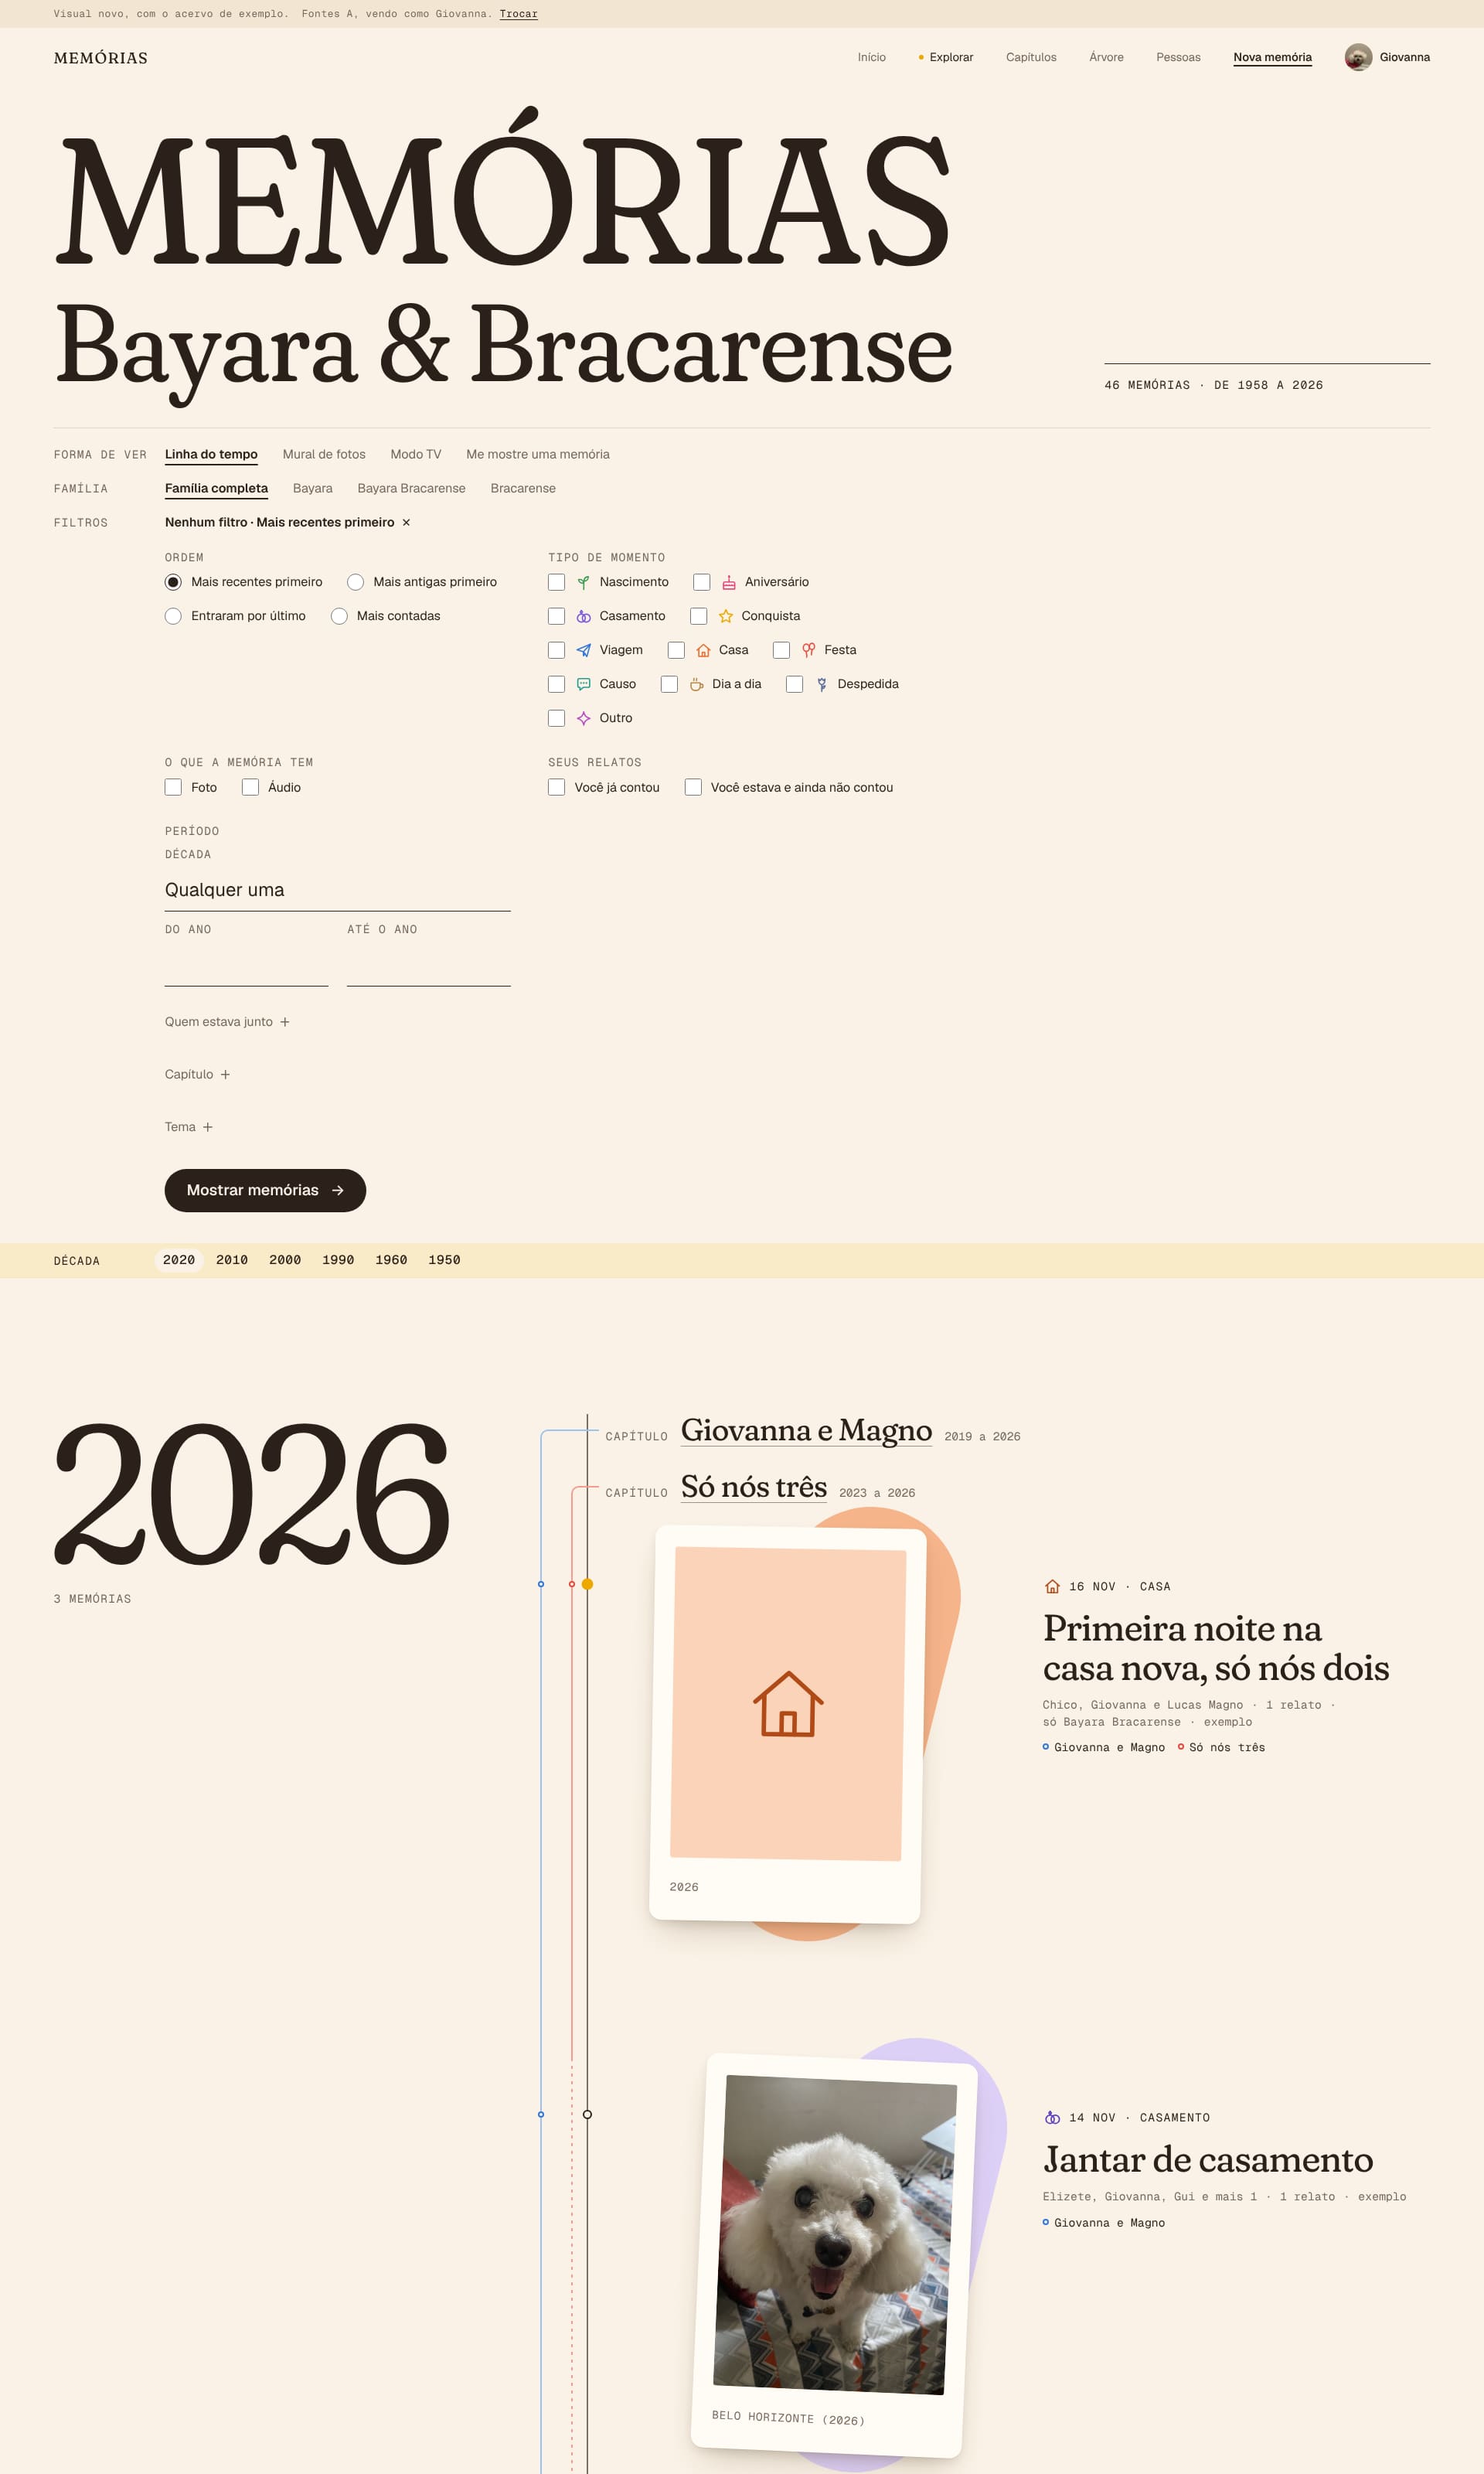 Visual novo, com o acervo de exemplo. Fontes A, vendo como Giovanna. Trocar
MEMÓRIAS
Início
Explorar
Capítulos
Árvore
Pessoas
Nova memória
Giovanna
MEMÓRIAS
Bayara & Bracarense
46 MEMÓRIAS · DE 1958 A 2026
FORMA DE VER
Linha do tempo
Mural de fotos
Modo TV
Me mostre uma memória
FAMÍLIA
Família completa
Bayara
Bayara Bracarense
Bracarense
FILTROS
Nenhum filtro · Mais recentes primeiro ×
ORDEM
Mais recentes primeiro
Mais antigas primeiro
Entraram por último
Mais contadas
TIPO DE MOMENTO
Nascimento
Aniversário
Casamento
Conquista
Viagem
Casa
Festa
Causo
Dia a dia
Despedida
Outro
O QUE A MEMÓRIA TEM
Foto
Áudio
SEUS RELATOS
Você já contou
Você estava e ainda não contou
PERÍODO
DÉCADA
Qualquer uma
DO ANO
ATÉ O ANO
Quem estava junto +
Capítulo +
Tema +
Mostrar memórias →
DÉCADA
2020
2010
2000
1990
1960
1950
2026
3 MEMÓRIAS
CAPÍTULO Giovanna e Magno 2019 a 2026
CAPÍTULO Só nós três 2023 a 2026
2026
16 NOV · CASA
Primeira noite na
casa nova, só nós dois
Chico, Giovanna e Lucas Magno · 1 relato ·
só Bayara Bracarense · exemplo
Giovanna e Magno
Só nós três
BELO HORIZONTE (2026)
14 NOV · CASAMENTO
Jantar de casamento
Elizete, Giovanna, Gui e mais 1 · 1 relato · exemplo
Giovanna e Magno